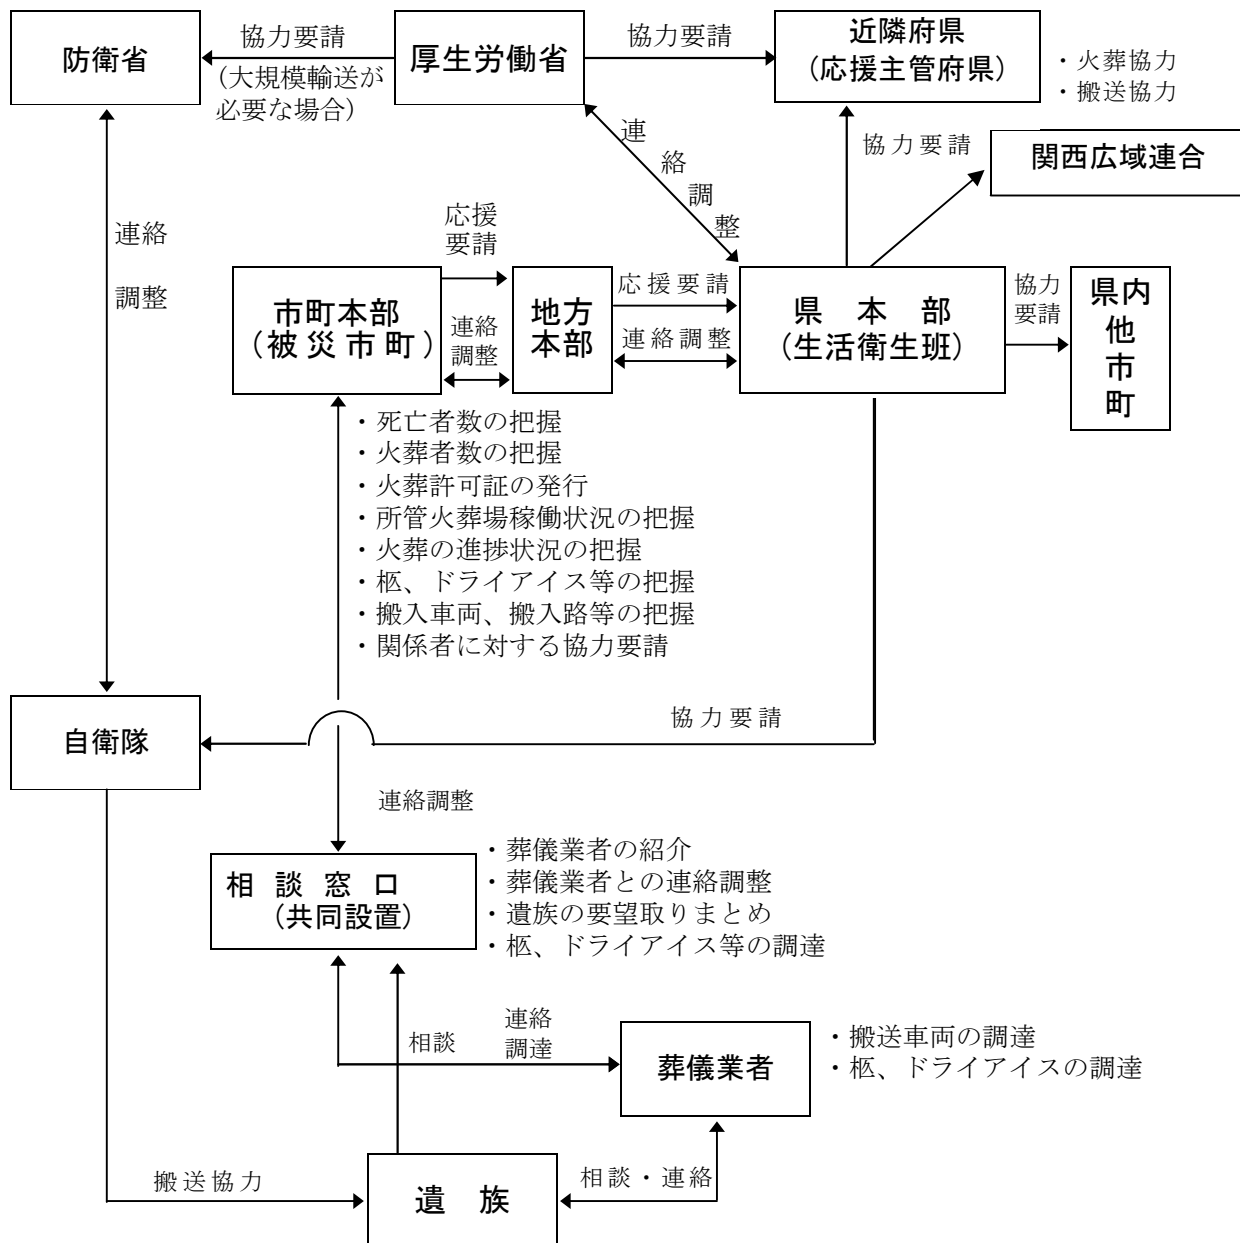 防衛省
協力要請
(大規模輸送が
必要な場合)
厚生労働省
協力要請
近隣府県
(応援主管府県)
・火葬協力
・搬送協力
連絡調整
協力要請
関西広域連合
連絡
調整
応援
要請
市町本部
(被災市町)
連絡
調整
地方
本部
応援要請
連絡調整
県本部
(生活衛生班)
協力
要請
県内
他
市
町
・死亡者数の把握
・火葬者数の把握
・火葬許可証の発行
・所管火葬場稼働状況の把握
・火葬の進捗状況の把握
・柩、ドライアイス等の把握
・搬入車両、搬入路等の把握
・関係者に対する協力要請
自衛隊
協力要請
連絡調整
相談窓口
(共同設置)
・葬儀業者の紹介
・葬儀業者との連絡調整
・遺族の要望取りまとめ
・柩、ドライアイス等の調達
相談
連絡
調達
葬儀業者
・搬送車両の調達
・柩、ドライアイスの調達
搬送協力
遺族
相談・連絡